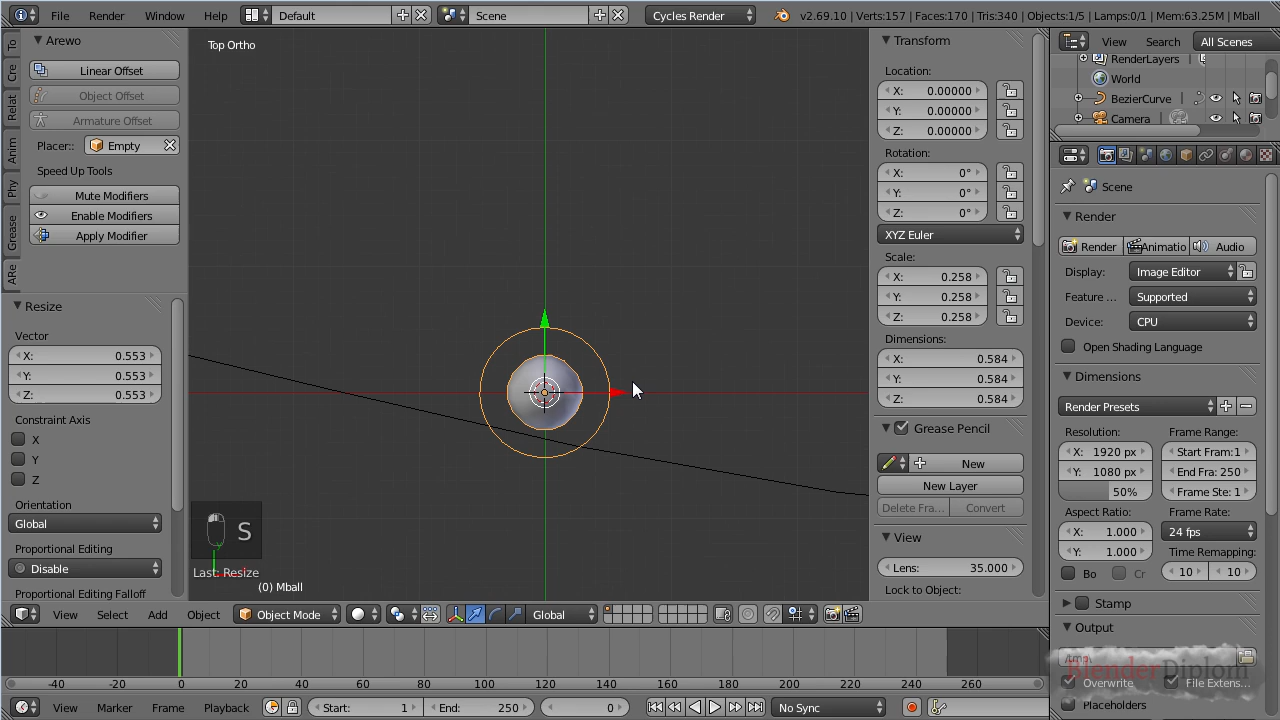 File Render Window Help Default Scene Cycles Render v2.69.10 | Verts:157 | Faces:170 | Tris:340 | Objects:1/5 | Lamps:0/1 | Mem:63.25M | Mball
To
Cre
Relat
Anim
Phy
Grease
ARe
Arewo
Linear Offset
Object Offset
Armature Offset
Placer: Empty
Speed Up Tools
Mute Modifiers
Enable Modifiers
Apply Modifier
Resize
Vector
X: 0.553
Y: 0.553
Z: 0.553
Constraint Axis
X
Y
Z
Orientation
Global
Proportional Editing
Disable
Proportional Editing Falloff
Top Ortho
S
y
Last: Resize
(0) Mball
Transform
Location:
X: 0.00000
Y: 0.00000
Z: 0.00000
Rotation:
X: 0°
Y: 0°
Z: 0°
XYZ Euler
Scale:
X: 0.258
Y: 0.258
Z: 0.258
Dimensions:
X: 0.584
Y: 0.584
Z: 0.584
Grease Pencil
New
New Layer
Delete Fra... Convert
View
Lens: 35.000
Lock to Object:
View Search All Scenes
RenderLayers
World
BezierCurve
Camera
Scene
Render
Render Animatio Audio
Display: Image Editor
Feature ... Supported
Device: CPU
Open Shading Language
Dimensions
Render Presets
Resolution: Frame Range:
X: 1920 px Start Fram:1
Y: 1080 px End Fra: 250
50% Frame Ste: 1
Aspect Ratio: Frame Rate:
X: 1.000 24 fps
Y: 1.000 Time Remapping:
Bo Cr 10 10
Stamp
Output
/tmp\
BlenderDiplom
Overwrite File Extens...
Placeholders
View Select Add Object Object Mode Global
-40 -20 0 20 40 60 80 100 120 140 160 180 200 220 240 260
View Marker Frame Playback Start: 1 End: 250 0 No Sync